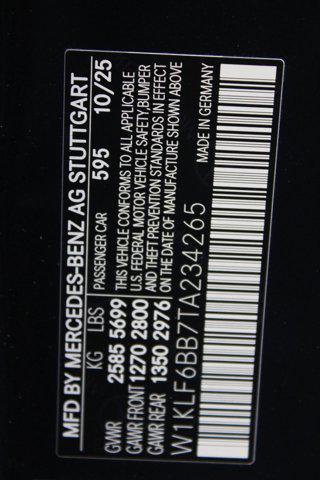 MFD BY MERCEDES-BENZ AG STUTTGART
KG LBS PASSENGER CAR 595 10/25
GVWR 2585 5699 THIS VEHICLE CONFORMS TO ALL APPLICABLE
GAWR FRONT 1270 2800 U.S. FEDERAL MOTOR VEHICLE SAFETY, BUMPER
GAWR REAR 1350 2976 AND THEFT PREVENTION STANDARDS IN EFFECT
ON THE DATE OF MANUFACTURE SHOWN ABOVE
W1KLF6BB7TA234265 MADE IN GERMANY